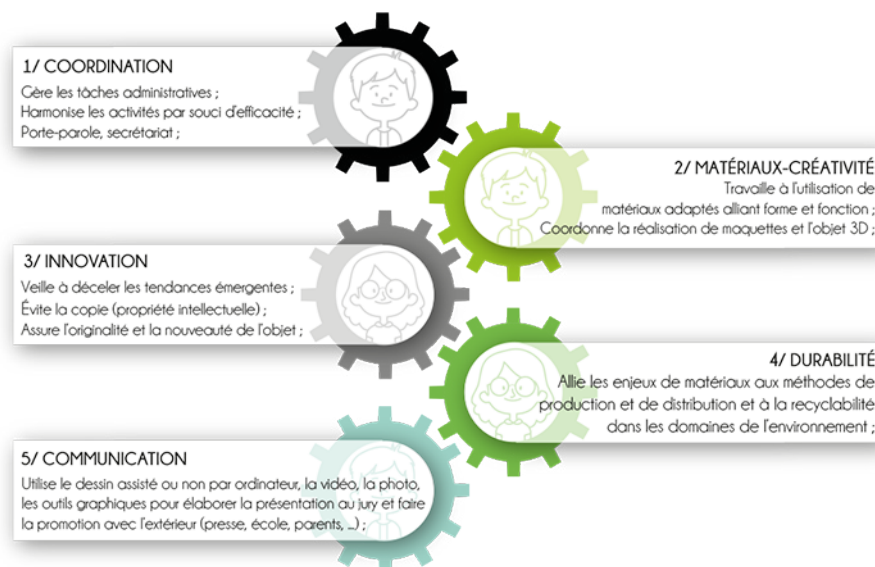 1/ COORDINATION
Gère les tâches administratives ;
Harmonise les activités par souci d'efficacité ;
Porte-parole, secrétariat ;
2/ MATÉRIAUX-CRÉATIVITÉ
Travaille à l'utilisation de
matériaux adaptés alliant forme et fonction ;
Coordonne la réalisation de maquettes et l'objet 3D ;
3/ INNOVATION
Veille à déceler les tendances émergentes ;
Évite la copie (propriété intellectuelle) ;
Assure l'originalité et la nouveauté de l'objet ;
4/ DURABILITÉ
Allie les enjeux de matériaux aux méthodes de
production et de distribution et à la recyclabilité
dans les domaines de l'environnement ;
5/ COMMUNICATION
Utilise le dessin assisté ou non par ordinateur, la vidéo, la photo,
les outils graphiques pour élaborer la présentation au jury et faire
la promotion avec l'extérieur (presse, école, parents, ...) ;